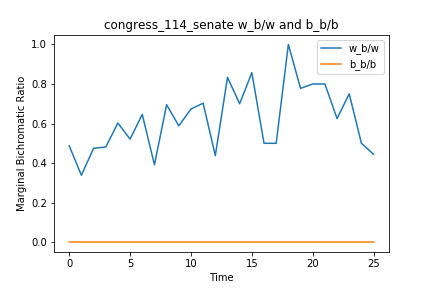 congress_114_senate w_b/w and b_b/b
1.0
0.8
0.6
0.4
0.2
0.0
Marginal Bichromatic Ratio
w_b/w
b_b/b
0 5 10 15 20 25
Time